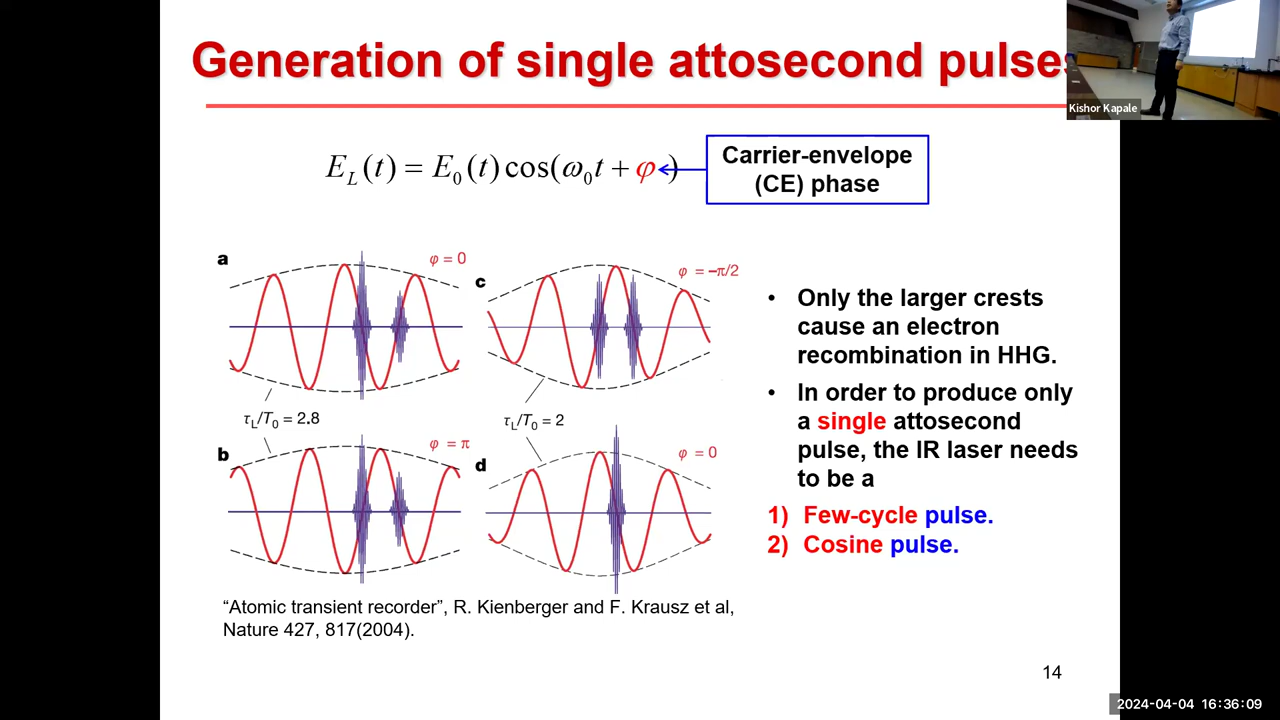 Generation of single attosecond pulses
Kishor Kapale
E_L(t) = E_0(t) cos(ω_0t + φ)
Carrier-envelope
(CE) phase
a
φ = 0
c
φ = –π/2
τ_L/T_0 = 2.8
τ_L/T_0 = 2
b
φ = π
d
φ = 0
• Only the larger crests
cause an electron
recombination in HHG.
• In order to produce only
a single attosecond
pulse, the IR laser needs
to be a
1) Few-cycle pulse.
2) Cosine pulse.
“Atomic transient recorder”, R. Kienberger and F. Krausz et al,
Nature 427, 817(2004).
14
2024-04-04 16:36:09